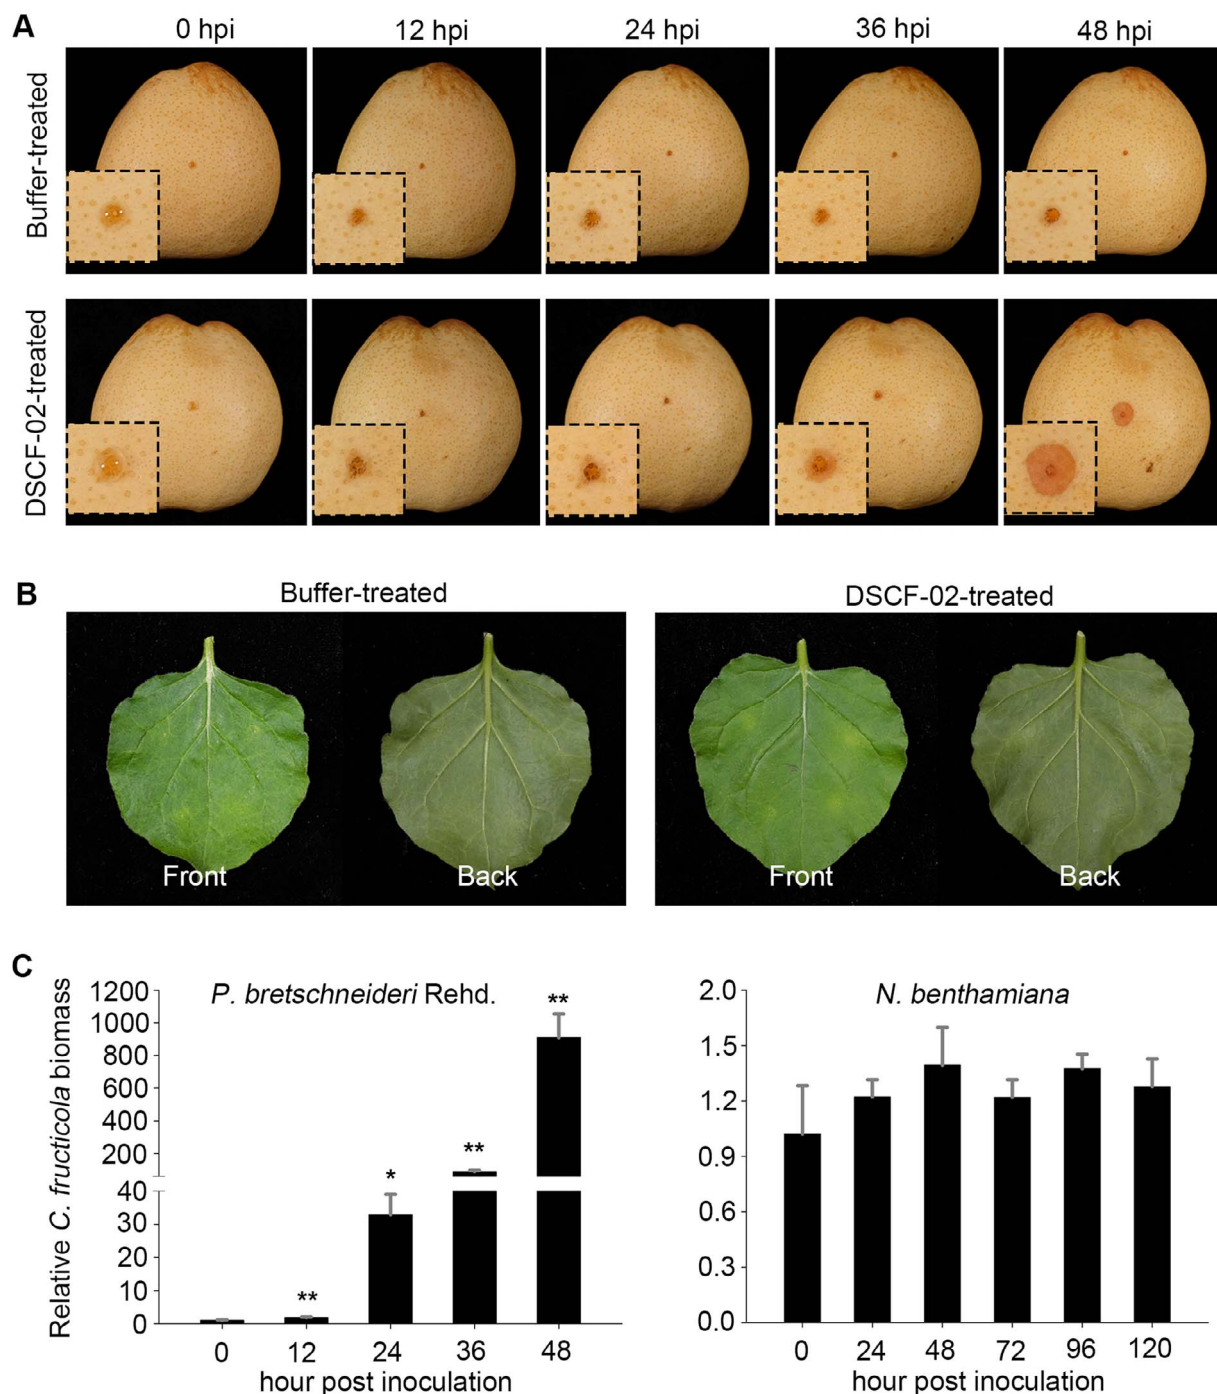 A
0 hpi 12 hpi 24 hpi 36 hpi 48 hpi
Buffer-treated
DSCF-02-treated
B
Buffer-treated DSCF-02-treated
Front Back Front Back
C
Relative C. fructicola biomass
P. bretschneideri Rehd.
1200
1000
800
600
400
200
40
30
20
10
0
** * ** **
0 12 24 36 48
hour post inoculation
N. benthamiana
2.0
1.5
1.2
0.9
0.6
0.3
0.0
0 24 48 72 96 120
hour post inoculation